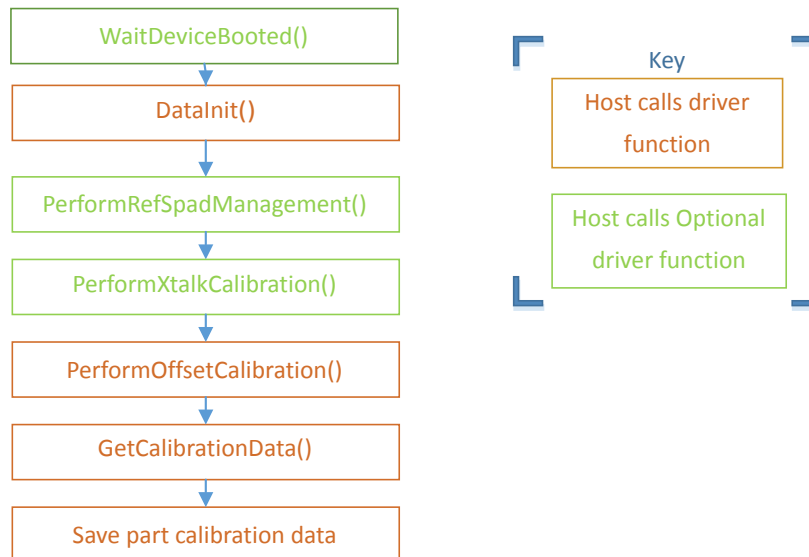 WaitDeviceBooted()
DataInit()
PerformRefSpadManagement()
PerformXtalkCalibration()
PerformOffsetCalibration()
GetCalibrationData()
Save part calibration data
Key
Host calls driver
function
Host calls Optional
driver function